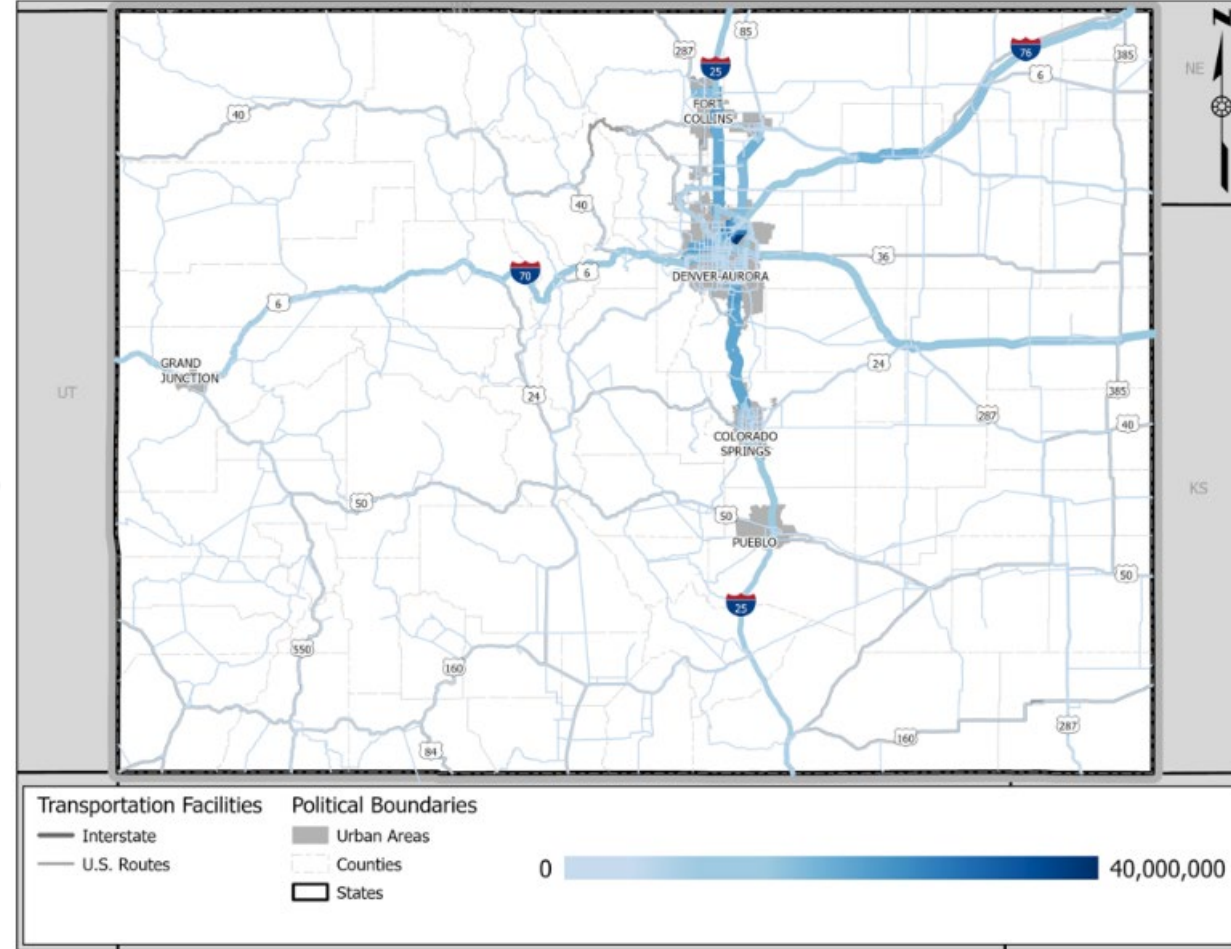 287
85
25
76
6
385
NE
N
FORT
COLLINS
40
40
36
DENVER-AURORA
70
6
6
GRAND
JUNCTION
UT
24
24
385
287
40
COLORADO
SPRINGS
50
50
PUEBLO
KS
50
25
550
160
287
160
84
Transportation Facilities
Interstate
U.S. Routes
Political Boundaries
Urban Areas
Counties
States
0
40,000,000